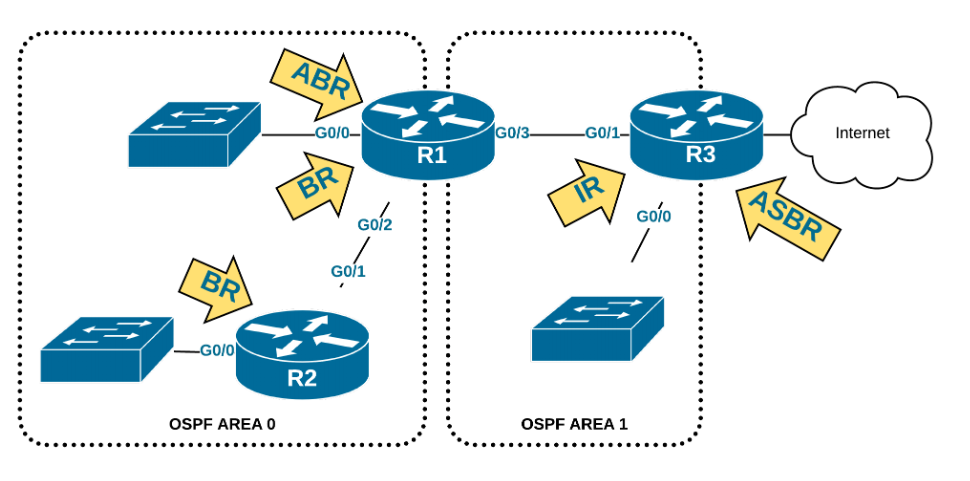 ABR
G0/0
R1
G0/3
G0/1
R3
Internet
BR
IR
ASBR
G0/2
G0/0
G0/1
BR
G0/0
R2
OSPF AREA 0
OSPF AREA 1